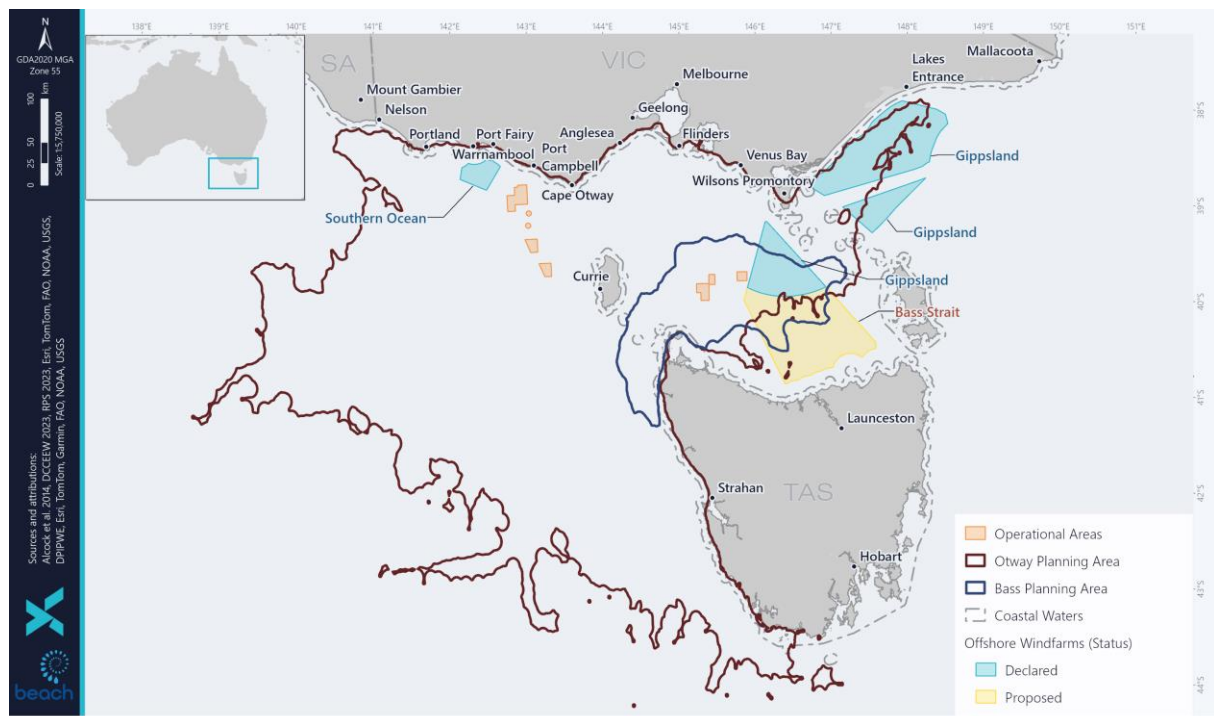 N
GDA2020 MGA
Zone 55
0 25 50 100
km
Scale: 1:5,750,000
Sources and attributions:
Alcock et al. 2014, DCCEEW 2023, RPS 2023, Esri, TomTom, FAO, NOAA, USGS,
DPIPWE, Esri, TomTom, Garmin, FAO, NOAA, USGS
beach
138°E 139°E 140°E 141°E 142°E 143°E 144°E 145°E 146°E 147°E 148°E 149°E 150°E 151°E
38°S
39°S
40°S
41°S
42°S
43°S
44°S
SA
VIC
Mallacoota
Lakes
Entrance
Melbourne
Mount Gambier
Nelson
Geelong
Portland
Port Fairy
Anglesea
Flinders
Warrnambool
Port
Campbell
Venus Bay
Gippsland
Wilsons Promontory
Cape Otway
Southern Ocean
Gippsland
Currie
Gippsland
Bass Strait
Launceston
Strahan
TAS
Hobart
Operational Areas
Otway Planning Area
Bass Planning Area
Coastal Waters
Offshore Windfarms (Status)
Declared
Proposed